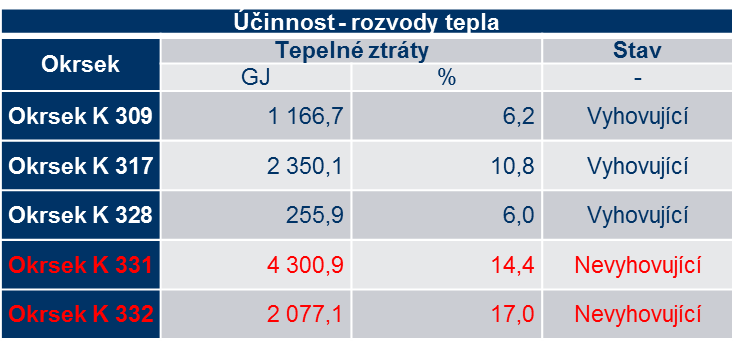 Účinnost - rozvody tepla
Okrsek Tepelné ztráty Stav
GJ % -
Okrsek K 309 1 166,7 6,2 Vyhovující
Okrsek K 317 2 350,1 10,8 Vyhovující
Okrsek K 328 255,9 6,0 Vyhovující
Okrsek K 331 4 300,9 14,4 Nevyhovující
Okrsek K 332 2 077,1 17,0 Nevyhovující